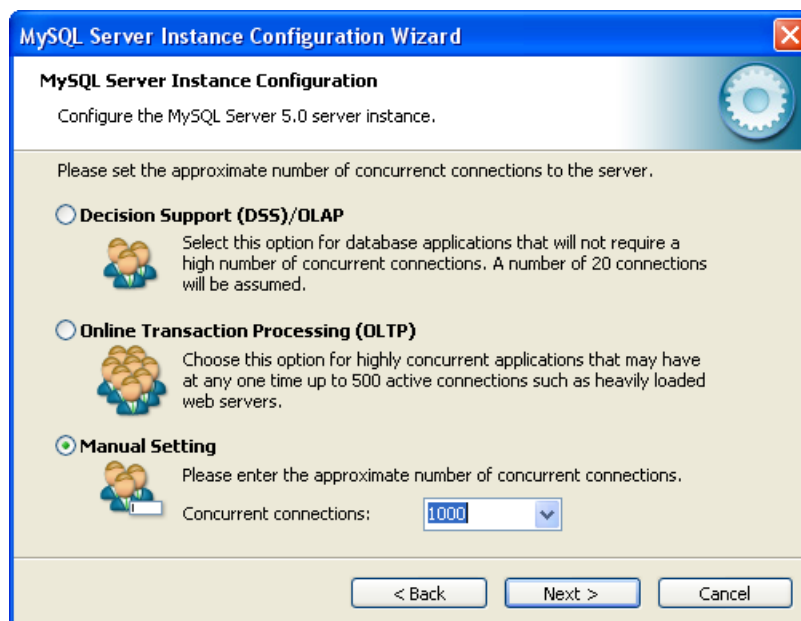 MySQL Server Instance Configuration Wizard
MySQL Server Instance Configuration
Configure the MySQL Server 5.0 server instance.
Please set the approximate number of concurrenct connections to the server.
Decision Support (DSS)/OLAP
Select this option for database applications that will not require a
high number of concurrent connections. A number of 20 connections
will be assumed.
Online Transaction Processing (OLTP)
Choose this option for highly concurrent applications that may have
at any one time up to 500 active connections such as heavily loaded
web servers.
Manual Setting
Please enter the approximate number of concurrent connections.
Concurrent connections: 1000
< Back Next > Cancel